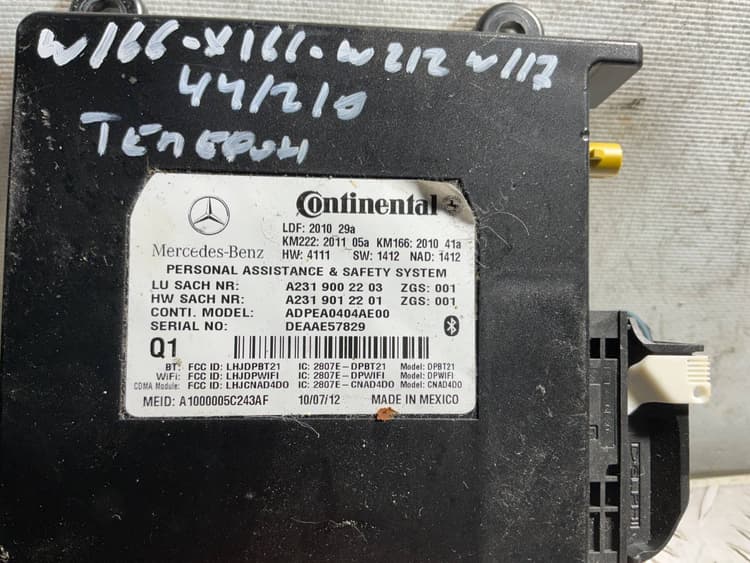 W166-X166-W212 W117
44/2/0
Телефон
Continental
LDF: 2010 29a
KM222: 2011 05a KM166: 2010 41a
Mercedes-Benz HW: 4111 SW: 1412 NAD: 1412
PERSONAL ASSISTANCE & SAFETY SYSTEM
LU SACH NR: A231 900 22 03 ZGS: 001
HW SACH NR: A231 901 22 01 ZGS: 001
CONTI. MODEL: ADPEA0404AE00
SERIAL NO: DEAAE57829
Q1
BT: FCC ID: LHJDPBT21 IC: 2807E-DPBT21 Model: DPBT21
WiFi: FCC ID: LHJDPWIFI IC: 2807E-DPWIFI Model: DPWIFI
CDMA Module: FCC ID: LHJCNAD4DO IC: 2807E-CNAD4DO Model: CNAD4DO
MEID: A1000005C243AF 10/07/12 MADE IN MEXICO